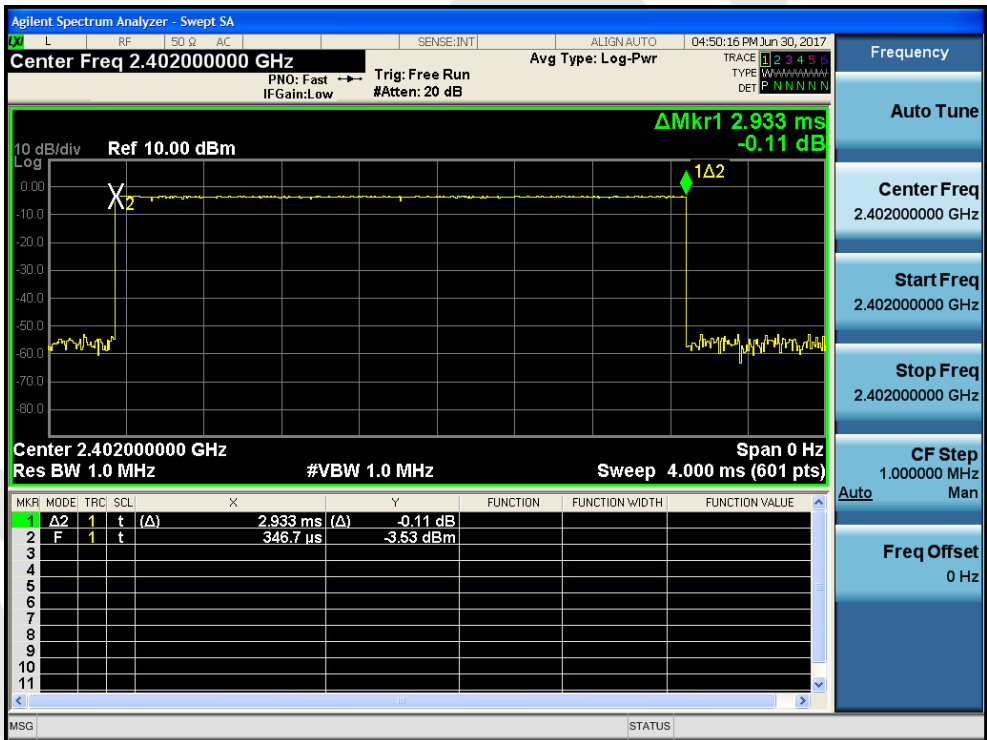 Agilent Spectrum Analyzer - Swept SA
LXI L RF 50 Ω AC SENSE:INT ALIGN AUTO 04:50:16 PM Jun 30, 2017
Center Freq 2.402000000 GHz
PNO: Fast
IFGain:Low
Trig: Free Run
#Atten: 20 dB
Avg Type: Log-Pwr
TRACE 1 2 3 4 5 6
TYPE WWWWWW
DET P N N N N N
ΔMkr1 2.933 ms
-0.11 dB
10 dB/div Ref 10.00 dBm
Log
1Δ2
0.00
2
-10.0
-20.0
-30.0
-40.0
-50.0
-60.0
-70.0
-80.0
Center 2.402000000 GHz Span 0 Hz
Res BW 1.0 MHz #VBW 1.0 MHz Sweep 4.000 ms (601 pts)
MKR MODE TRC SCL X Y FUNCTION FUNCTION WIDTH FUNCTION VALUE
1 Δ2 1 t (Δ) 2.933 ms (Δ) -0.11 dB
2 F 1 t 346.7 µs -3.53 dBm
3
4
5
6
7
8
9
10
11
MSG STATUS
Frequency
Auto Tune
Center Freq
2.402000000 GHz
Start Freq
2.402000000 GHz
Stop Freq
2.402000000 GHz
CF Step
1.000000 MHz
Auto Man
Freq Offset
0 Hz